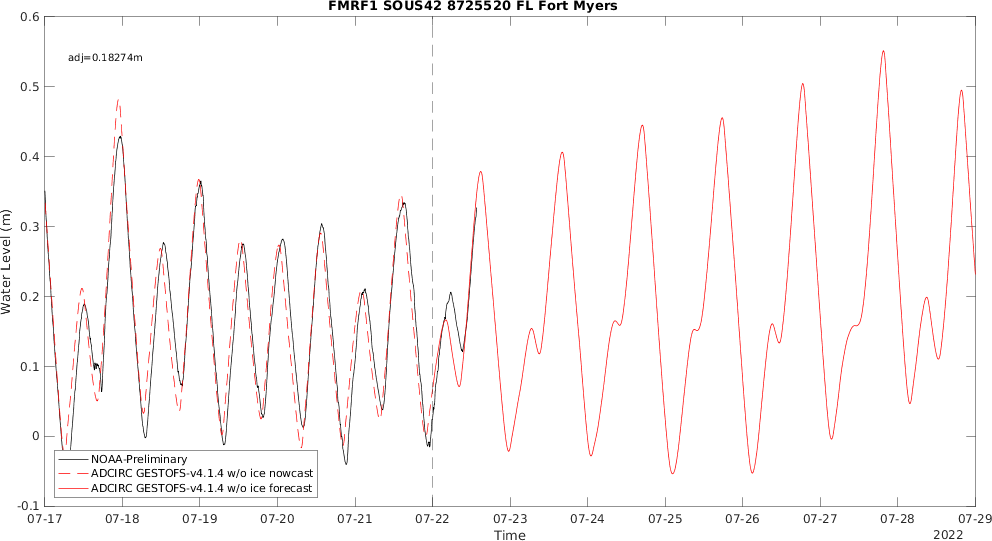 FMRF1 SOUS42 8725520 FL Fort Myers
adj=0.18274m
Water Level (m)
0.6
0.5
0.4
0.3
0.2
0.1
0
-0.1
NOAA-Preliminary
ADCIRC GESTOFS-v4.1.4 w/o ice nowcast
ADCIRC GESTOFS-v4.1.4 w/o ice forecast
07-17 07-18 07-19 07-20 07-21 07-22 07-23 07-24 07-25 07-26 07-27 07-28 07-29
Time
2022